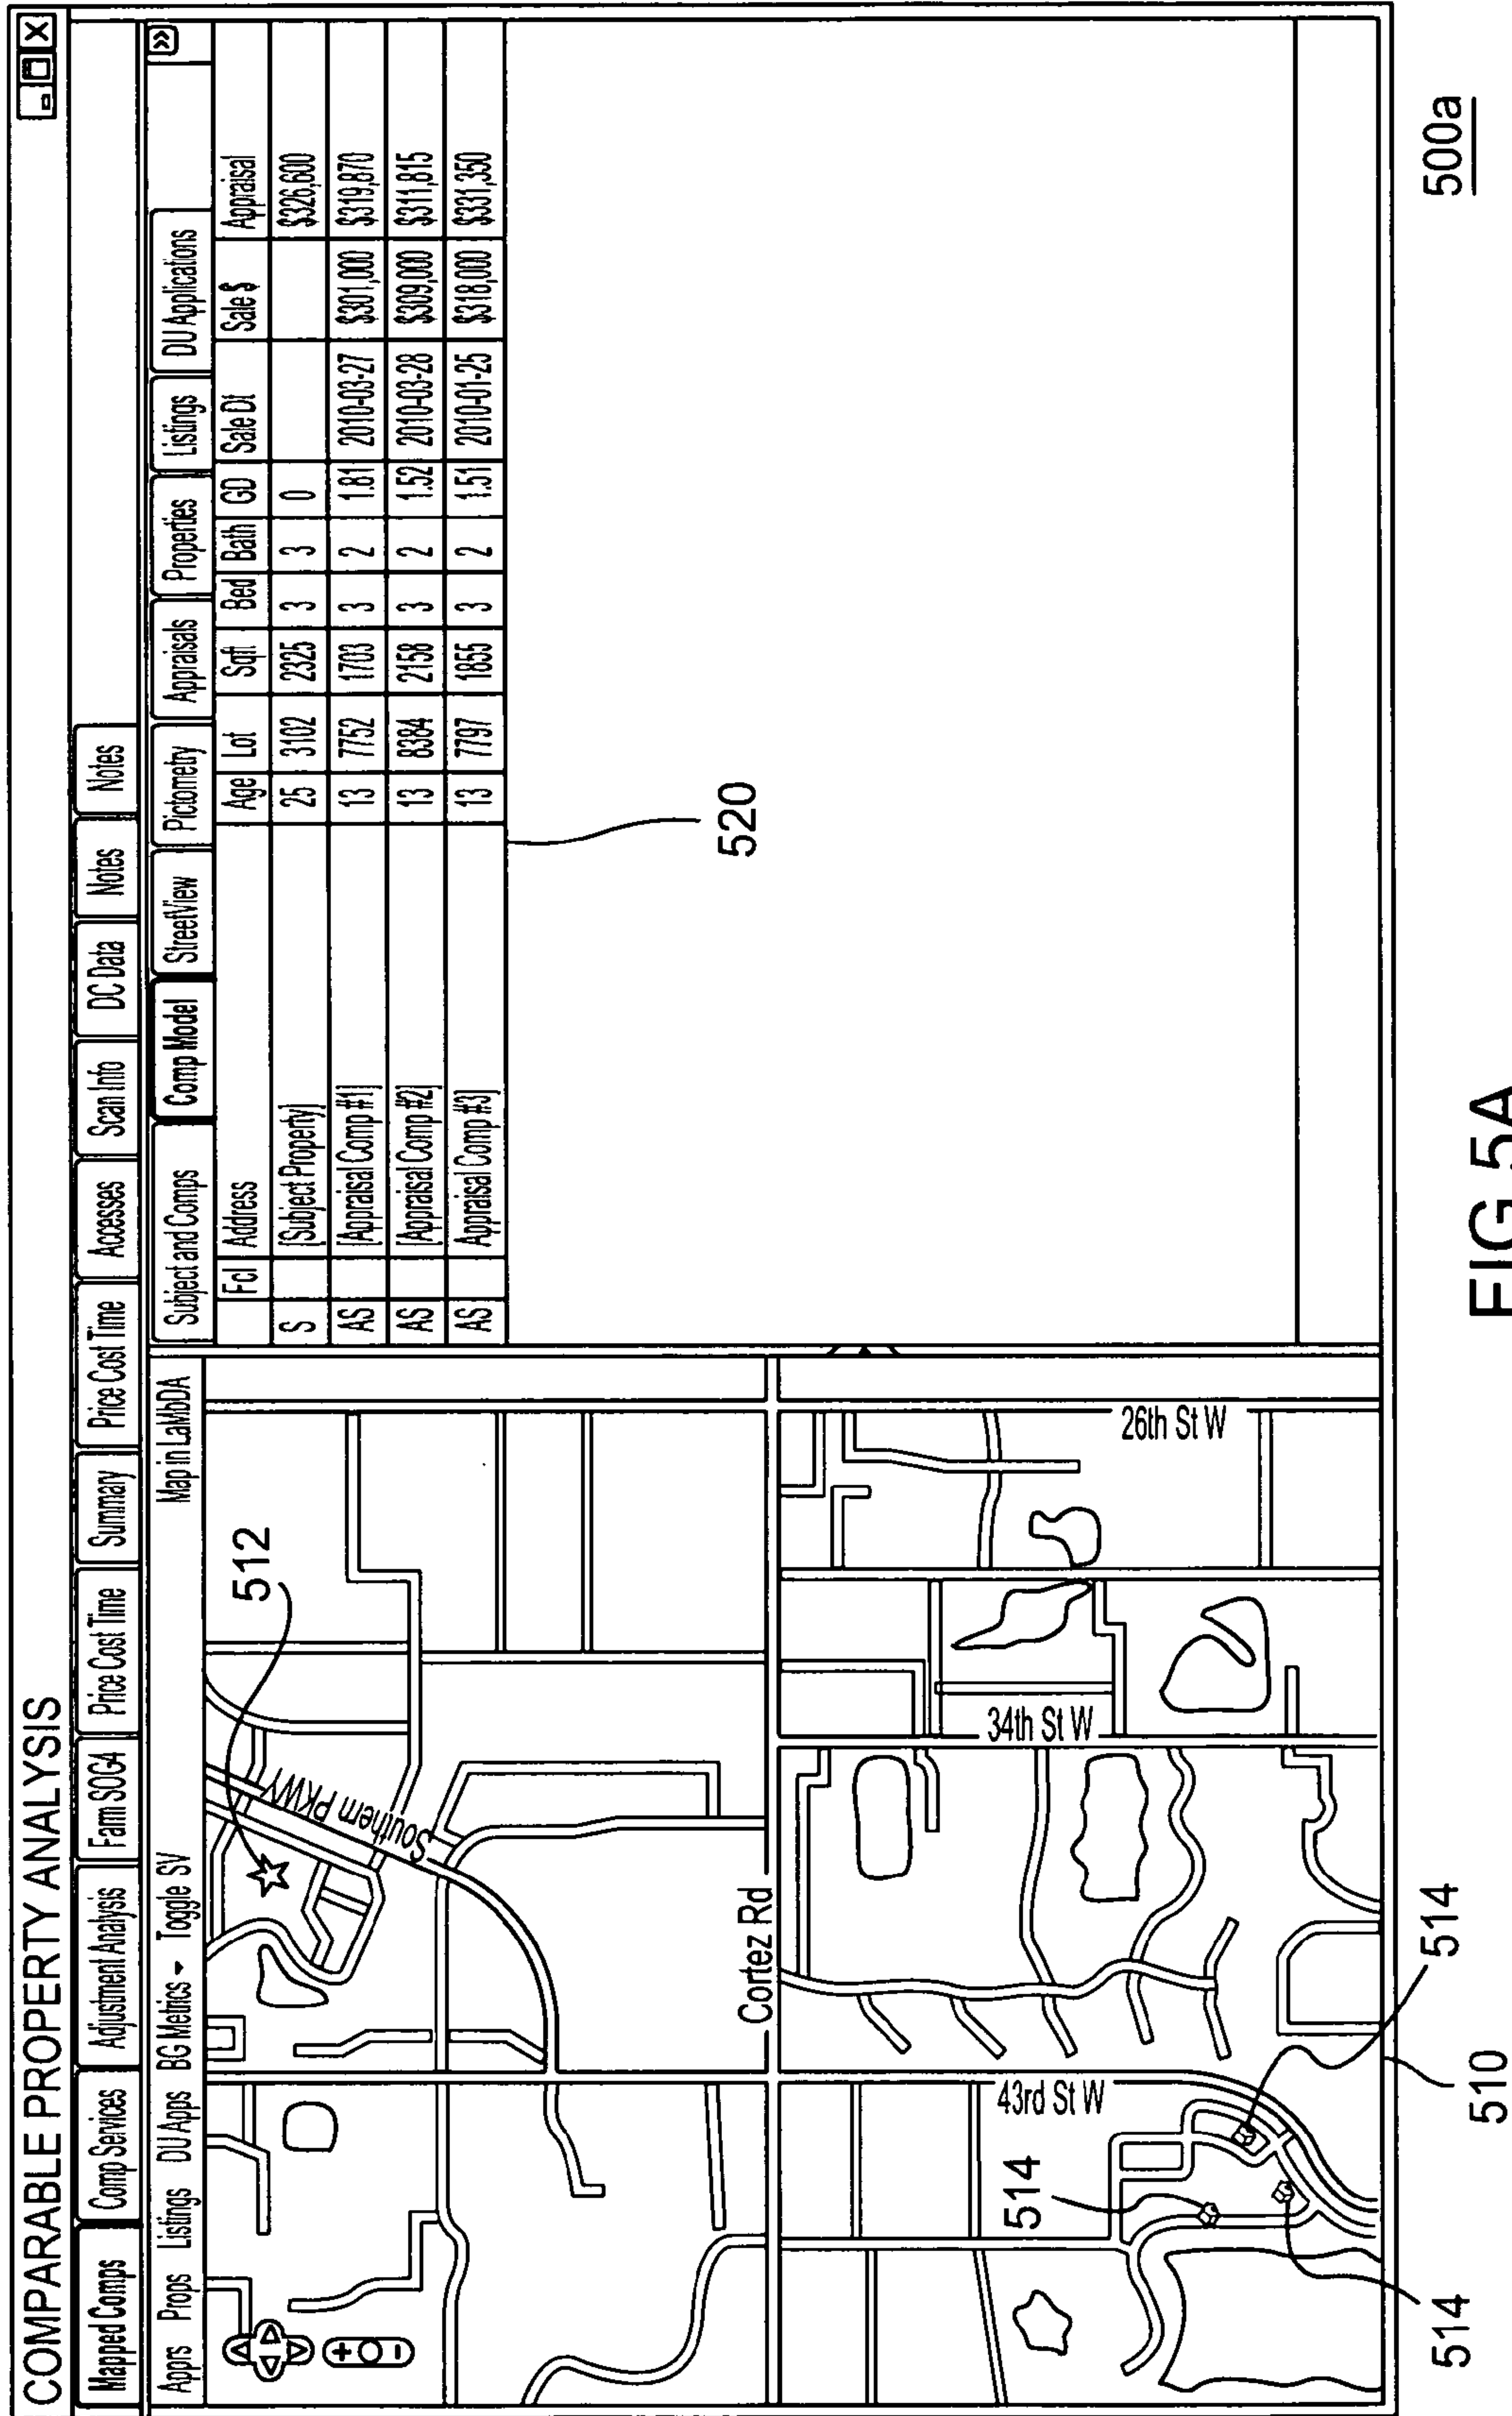 COMPARABLE PROPERTY ANALYSIS
Mapped Comps Comp Services Adjustment Analysis Farm SOG4 Price Cost Time Summary Price Cost Time Accesses Scan Info DC Data Notes Notes
Apprs Props Listings DU Apps BG Metrics Toggle SV Map in LaMbDA
Subject and Comps Comp Model StreetView Pictometry Appraisals Properties Listings DU Applications
Fcl Address Age Lot Sqft Bed Bath GD Sale Dt Sale $ Appraisal
S [Subject Property] 25 3102 2325 3 3 0 $326,600
AS [Appraisal Comp #1] 13 7752 1703 3 2 1.81 2010-03-27 $301,000 $319,870
AS [Appraisal Comp #2] 13 8384 2158 3 2 1.52 2010-03-28 $309,000 $311,815
AS Appraisal Comp #3] 13 7797 1855 3 2 1.51 2010-01-25 $318,000 $331,350
512
Southern PKWY
Cortez Rd
43rd St W
34th St W
26th St W
514
514
514
510
520
500a
FIG.5A